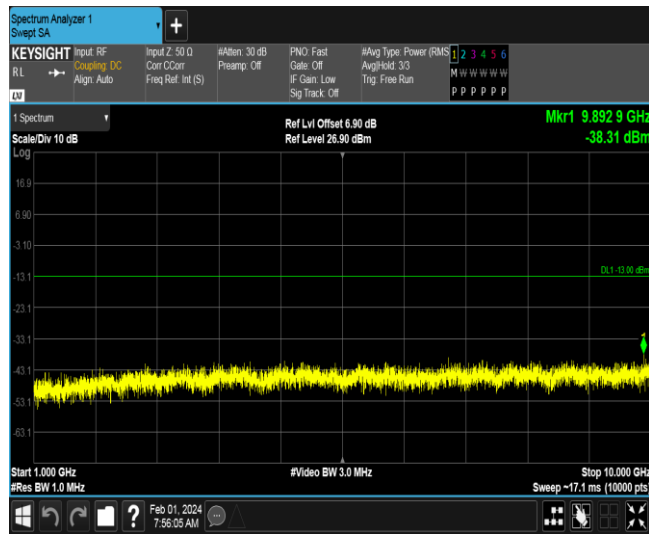 Spectrum Analyzer 1
Swept SA
+
KEYSIGHT
RL
LXI
Input: RF
Coupling: DC
Align: Auto
Input Z: 50 Ω
Corr CCorr
Freq Ref: Int (S)
#Atten: 30 dB
Preamp: Off
PNO: Fast
Gate: Off
IF Gain: Low
Sig Track: Off
#Avg Type: Power (RMS
Avg|Hold: 3/3
Trig: Free Run
1 2 3 4 5 6
M W W W W W
P P P P P P
1 Spectrum
Scale/Div 10 dB
Log
Ref Lvl Offset 6.90 dB
Ref Level 26.90 dBm
Mkr1 9.892 9 GHz
-38.31 dBm
16.9
6.90
-3.10
-13.1
DL1 -13.00 dBm
-23.1
-33.1
1
-43.1
-53.1
-63.1
Start 1.000 GHz
#Res BW 1.0 MHz
#Video BW 3.0 MHz
Stop 10.000 GHz
Sweep ~17.1 ms (10000 pts)
?
Feb 01, 2024
7:56:05 AM